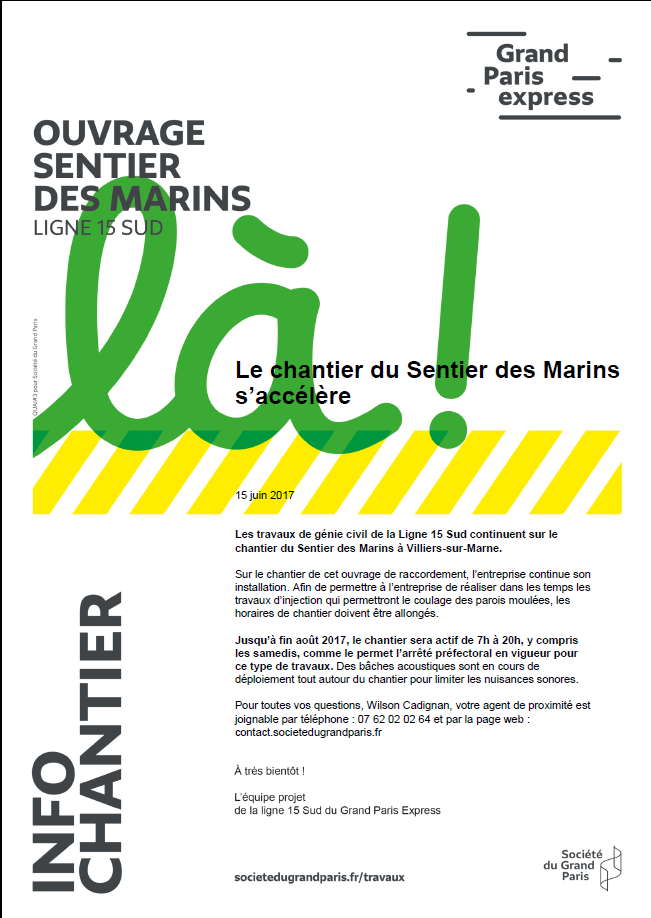 Grand
Paris
express
OUVRAGE
SENTIER
DES MARINS
LIGNE 15 SUD
là !
QUAI#3 pour Société du Grand Paris
Le chantier du Sentier des Marins
s’accélère
15 juin 2017
Les travaux de génie civil de la Ligne 15 Sud continuent sur le
chantier du Sentier des Marins à Villiers-sur-Marne.
Sur le chantier de cet ouvrage de raccordement, l’entreprise continue son
installation. Afin de permettre à l’entreprise de réaliser dans les temps les
travaux d’injection qui permettront le coulage des parois moulées, les
horaires de chantier doivent être allongés.
Jusqu’à fin août 2017, le chantier sera actif de 7h à 20h, y compris
les samedis, comme le permet l’arrêté préfectoral en vigueur pour
ce type de travaux. Des bâches acoustiques sont en cours de
déploiement tout autour du chantier pour limiter les nuisances sonores.
Pour toutes vos questions, Wilson Cadignan, votre agent de proximité est
joignable par téléphone : 07 62 02 02 64 et par la page web :
contact.societedugrandparis.fr
À très bientôt !
L’équipe projet
de la ligne 15 Sud du Grand Paris Express
INFO
CHANTIER
societedugrandparis.fr/travaux
Société
du Grand
Paris